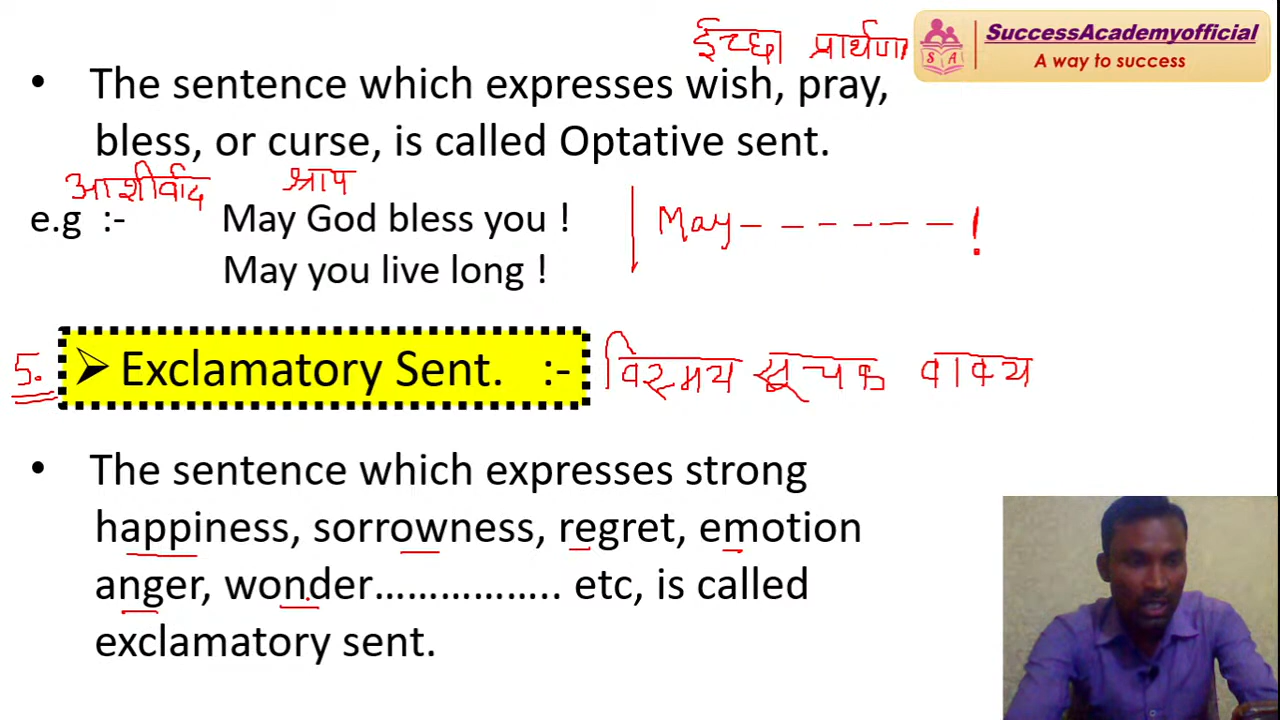 ईच्छा प्रार्थणा
SuccessAcademyofficial
A way to success
S A
• The sentence which expresses wish, pray,
bless, or curse, is called Optative sent.
आशीर्वाद श्राप
e.g :- May God bless you ! May – – – – – – !
May you live long !
5. ➤ Exclamatory Sent. :- विस्मय सूचक वाक्य
• The sentence which expresses strong
happiness, sorrowness, regret, emotion
anger, wonder…………….. etc, is called
exclamatory sent.